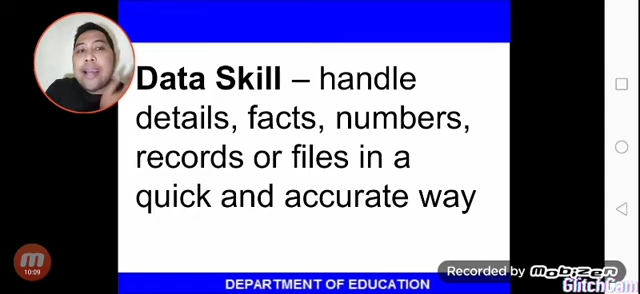 Data Skill – handle
details, facts, numbers,
records or files in a
quick and accurate way
10:09
DEPARTMENT OF EDUCATION
Recorded by Mobizen
GlitchCam